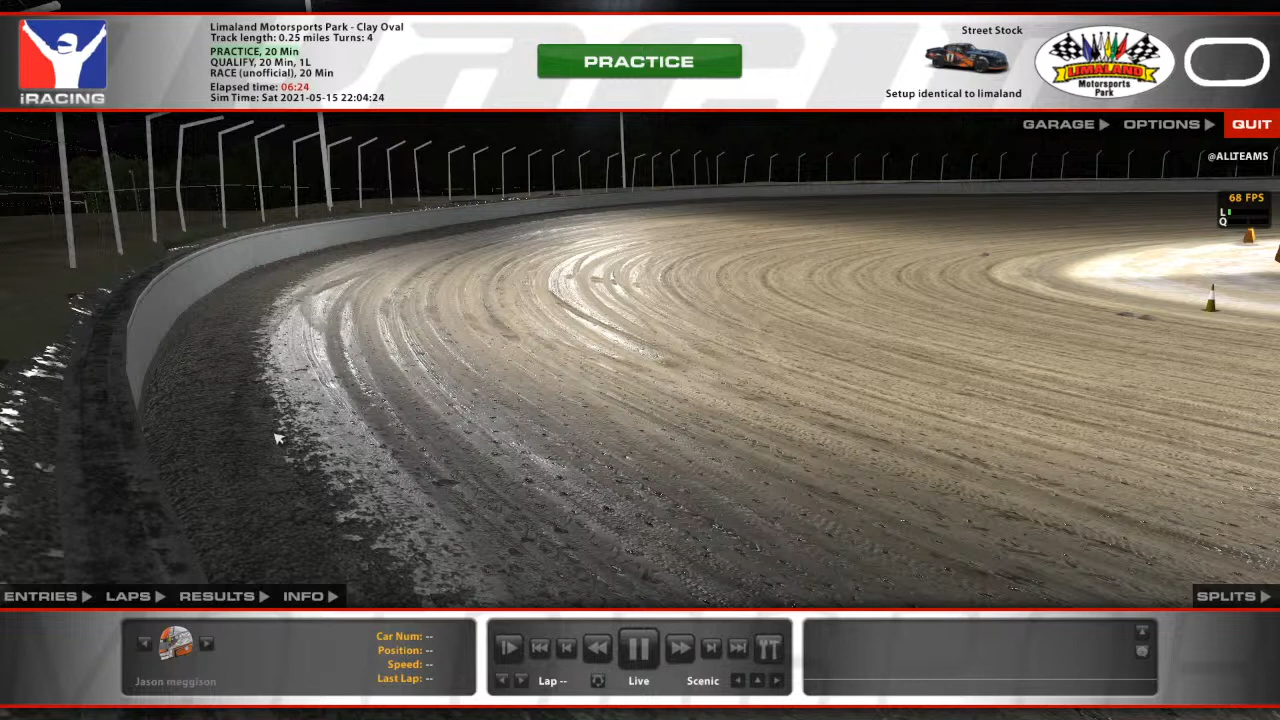 iRACING
Limaland Motorsports Park - Clay Oval
Track length: 0.25 miles Turns: 4
PRACTICE, 20 Min
QUALIFY, 20 Min, 1L
RACE (unofficial), 20 Min
Elapsed time: 06:24
Sim Time: Sat 2021-05-15 22:04:24
PRACTICE
Street Stock
Setup identical to limaland
LIMALAND
Motorsports
Park
GARAGE
OPTIONS
QUIT
@ALLTEAMS
68 FPS
L
Q
ENTRIES
LAPS
RESULTS
INFO
SPLITS
Jason meggison
Car Num: --
Position: --
Speed: --
Last Lap: --
Lap --
Live
Scenic